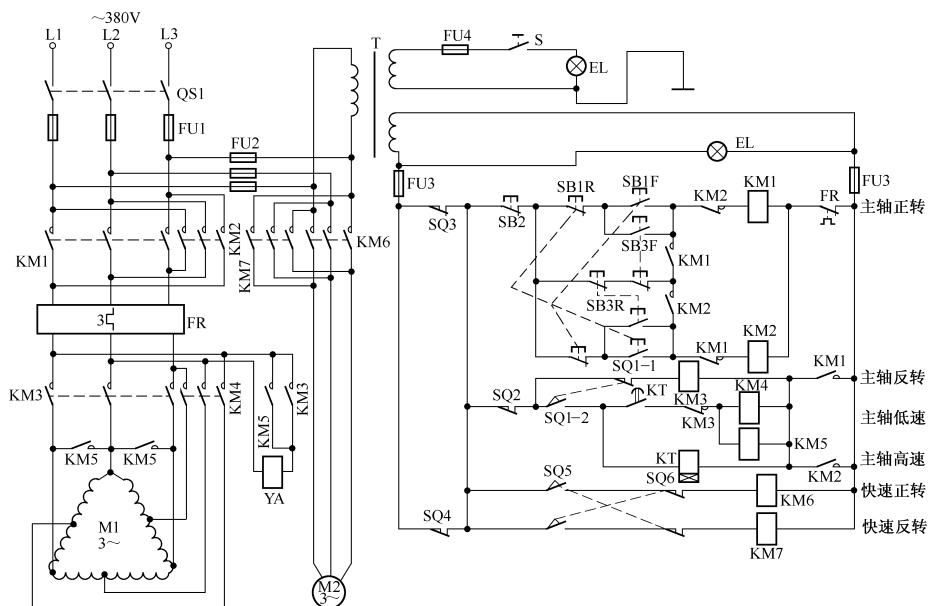 ~380V
L1 L2 L3
QS1
FU1
FU2
T
FU4
S
EL
EL
FU3
FU3
SQ3
SB2
SB1R
SB1F
KM2
KM1
FR
主轴正转
SB3F
KM1
KM1
KM2
KM7
KM6
SB3R
KM2
3
FR
SQ1-1
KM1
KM2
KM1
主轴反转
KM3
KM4
KM5
KM3
SQ2
SQ1-2
KT
KM3
KM3
KM4
主轴低速
KM5
KM5
KM5
YA
KT
KM2
主轴高速
SQ5
SQ6
KM6
快速正转
SQ4
KM7
快速反转
M1
3~
M2
3~